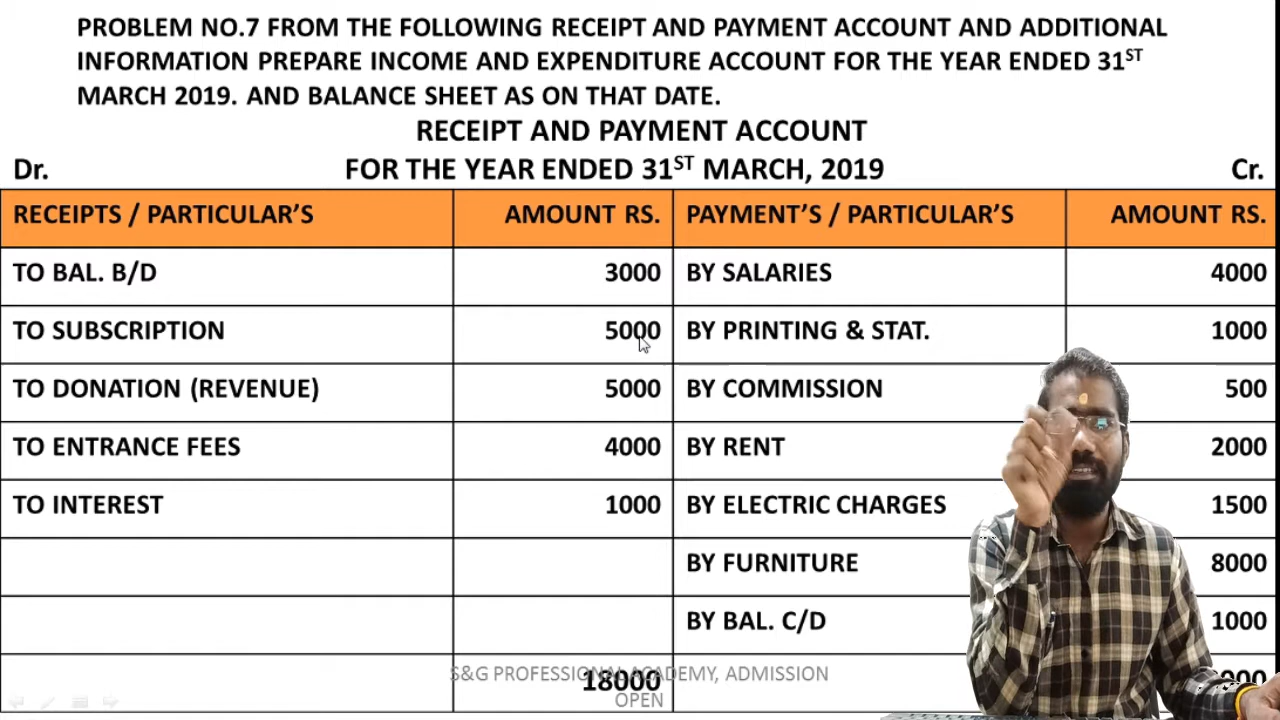 PROBLEM NO.7 FROM THE FOLLOWING RECEIPT AND PAYMENT ACCOUNT AND ADDITIONAL
INFORMATION PREPARE INCOME AND EXPENDITURE ACCOUNT FOR THE YEAR ENDED 31ST
MARCH 2019. AND BALANCE SHEET AS ON THAT DATE.
RECEIPT AND PAYMENT ACCOUNT
Dr. FOR THE YEAR ENDED 31ST MARCH, 2019 Cr.
RECEIPTS / PARTICULAR'S AMOUNT RS. PAYMENT'S / PARTICULAR'S AMOUNT RS.
TO BAL. B/D 3000 BY SALARIES 4000
TO SUBSCRIPTION 5000 BY PRINTING & STAT. 1000
TO DONATION (REVENUE) 5000 BY COMMISSION 500
TO ENTRANCE FEES 4000 BY RENT 2000
TO INTEREST 1000 BY ELECTRIC CHARGES 1500
BY FURNITURE 8000
BY BAL. C/D 1000
18000
S&G PROFESSIONAL ACADEMY, ADMISSION
OPEN